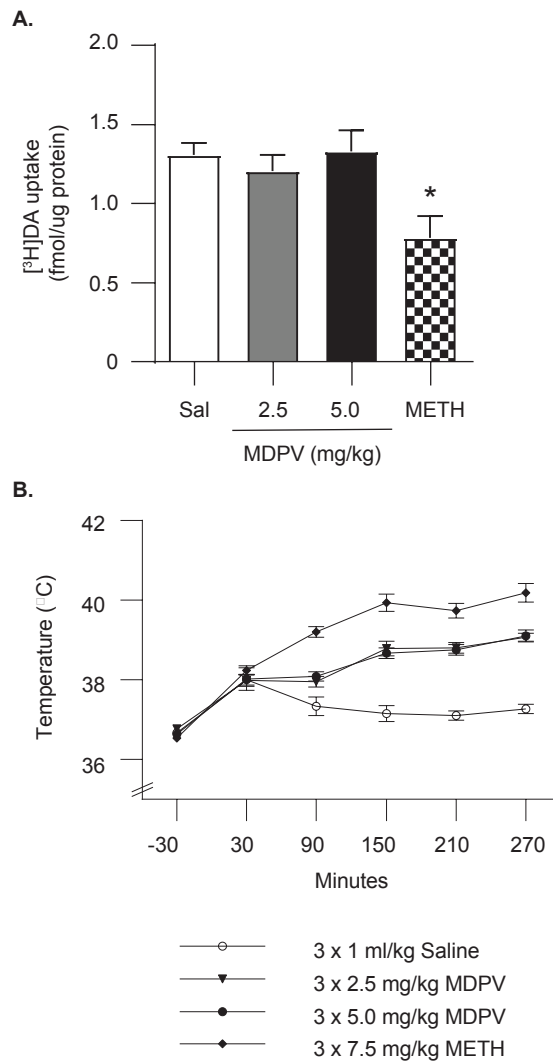 A.
[³H]DA uptake
(fmol/ug protein)
2.0
1.5
1.0
0.5
0
*
Sal 2.5 5.0 METH
MDPV (mg/kg)
B.
Temperature (□C)
42
40
38
36
-30 30 90 150 210 270
Minutes
3 x 1 ml/kg Saline
3 x 2.5 mg/kg MDPV
3 x 5.0 mg/kg MDPV
3 x 7.5 mg/kg METH